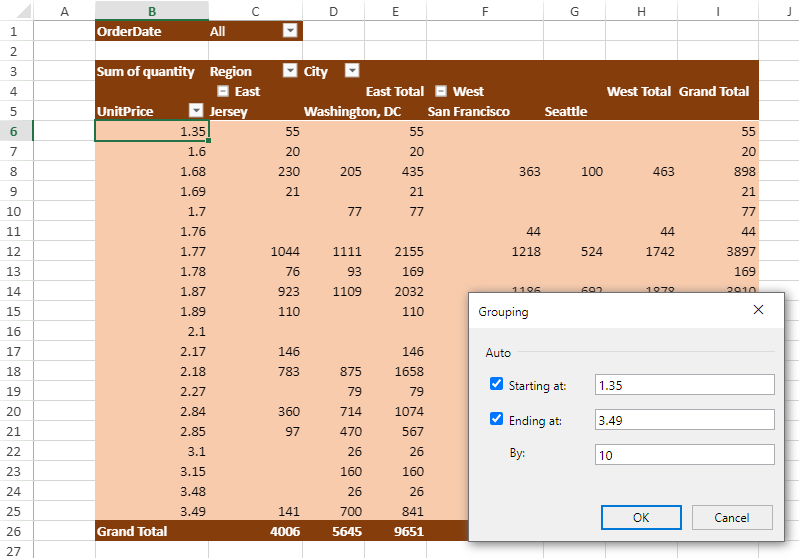 A B C D E F G H I J
1 OrderDate All
2
3 Sum of quantity Region City
4 East East Total West West Total Grand Total
5 UnitPrice Jersey Washington, DC San Francisco Seattle
6 1.35 55 55 55
7 1.6 20 20 20
8 1.68 230 205 435 363 100 463 898
9 1.69 21 21 21
10 1.7 77 77 77
11 1.76 44 44 44
12 1.77 1044 1111 2155 1218 524 1742 3897
13 1.78 76 93 169 169
14 1.87 923 1109 2032 1186 692 1878 3910
15 1.89 110 110
16 2.1
17 2.17 146 146
18 2.18 783 875 1658
19 2.27 79 79
20 2.84 360 714 1074
21 2.85 97 470 567
22 3.1 26 26
23 3.15 160 160
24 3.48 26 26
25 3.49 141 700 841
26 Grand Total 4006 5645 9651
27
Grouping
Auto
Starting at: 1.35
Ending at: 3.49
By: 10
OK Cancel